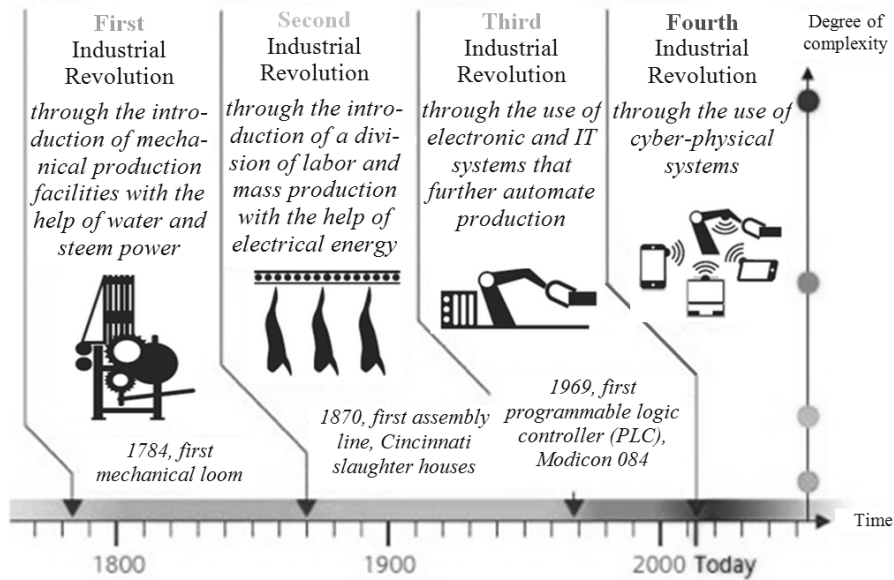 First
Industrial
Revolution
through the intro-
duction of mecha-
nical production
facilities with the
help of water and
steem power
Second
Industrial
Revolution
through the intro-
duction of a divi-
sion of labor and
mass production
with the help of
electrical energy
Third
Industrial
Revolution
through the use of
electronic and IT
systems that
further automate
production
Fourth
Industrial
Revolution
through the use of
cyber-physical
systems
Degree of
complexity
1784, first
mechanical loom
1870, first assembly
line, Cincinnati
slaughter houses
1969, first
programmable logic
controller (PLC),
Modicon 084
Time
1800
1900
2000 Today